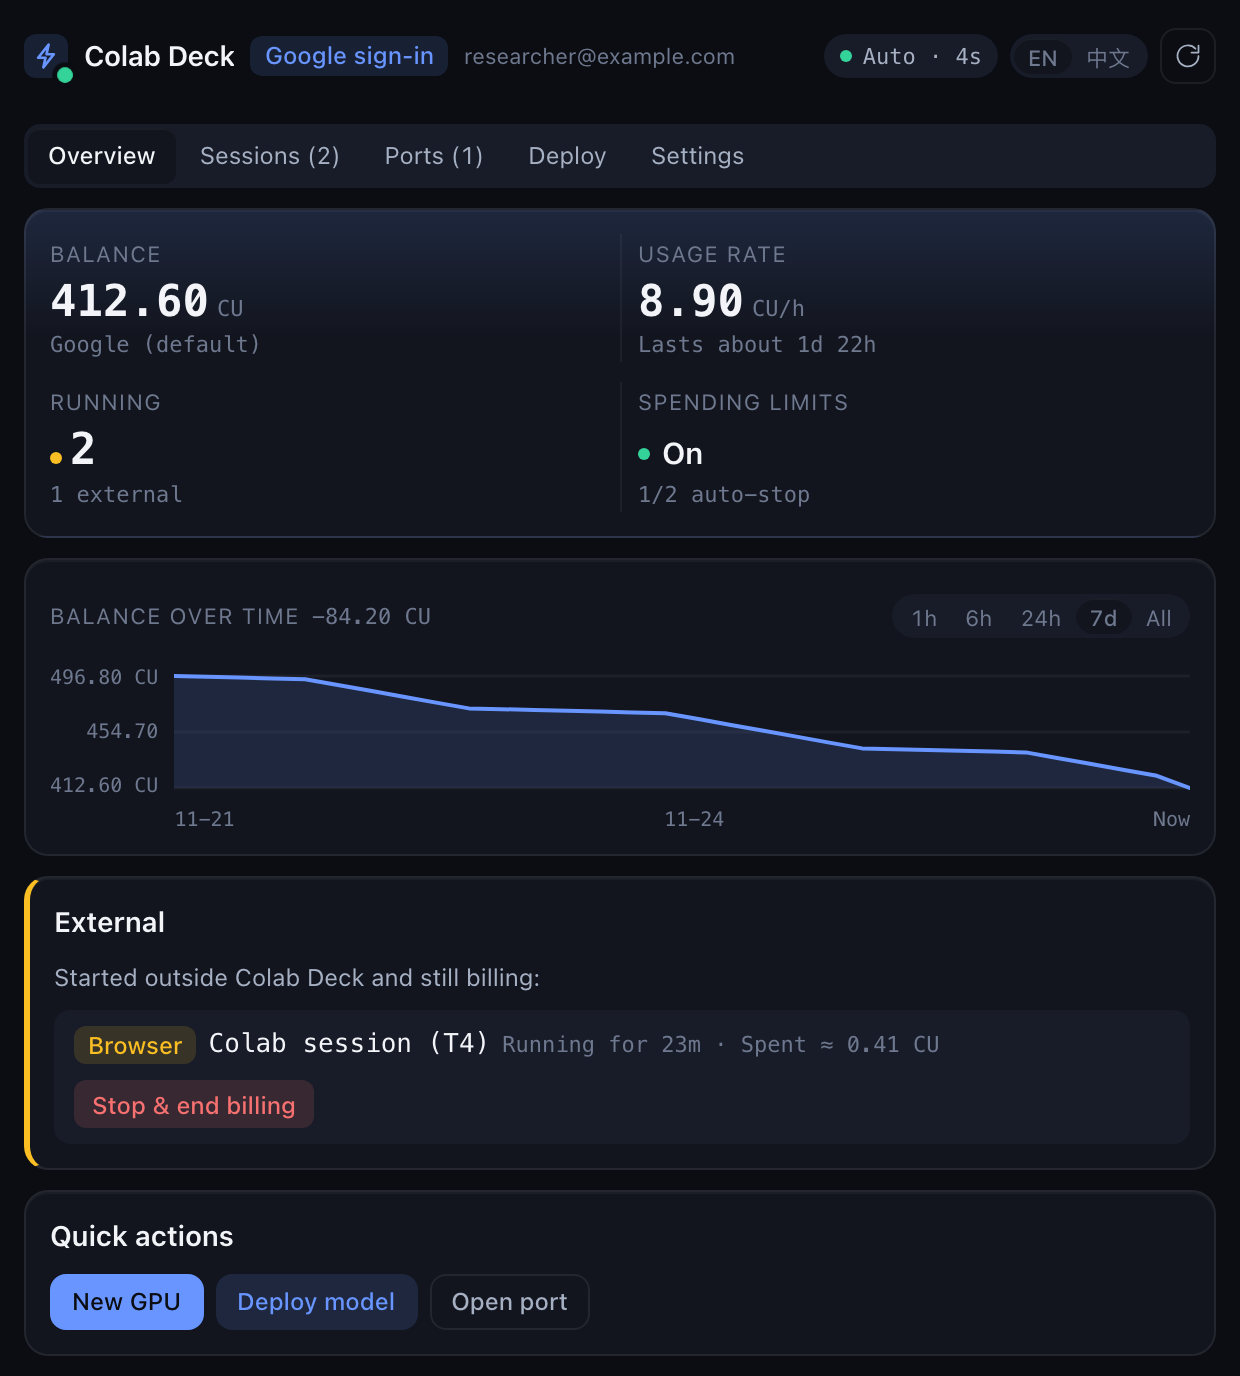 Colab Deck Google sign-in researcher@example.com Auto · 4s EN 中文
Overview Sessions (2) Ports (1) Deploy Settings
BALANCE
412.60 CU
Google (default)
USAGE RATE
8.90 CU/h
Lasts about 1d 22h
RUNNING
2
1 external
SPENDING LIMITS
On
1/2 auto-stop
BALANCE OVER TIME −84.20 CU 1h 6h 24h 7d All
496.80 CU
454.70
412.60 CU
11-21 11-24 Now
External
Started outside Colab Deck and still billing:
Browser Colab session (T4) Running for 23m · Spent ≈ 0.41 CU
Stop & end billing
Quick actions
New GPU Deploy model Open port